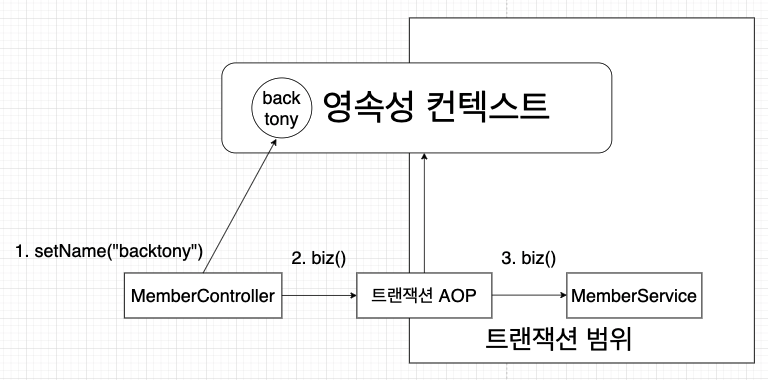 back
tony
영속성 컨텍스트
1. setName("backtony")
2. biz()
3. biz()
MemberController
트랜잭션 AOP
MemberService
트랜잭션 범위